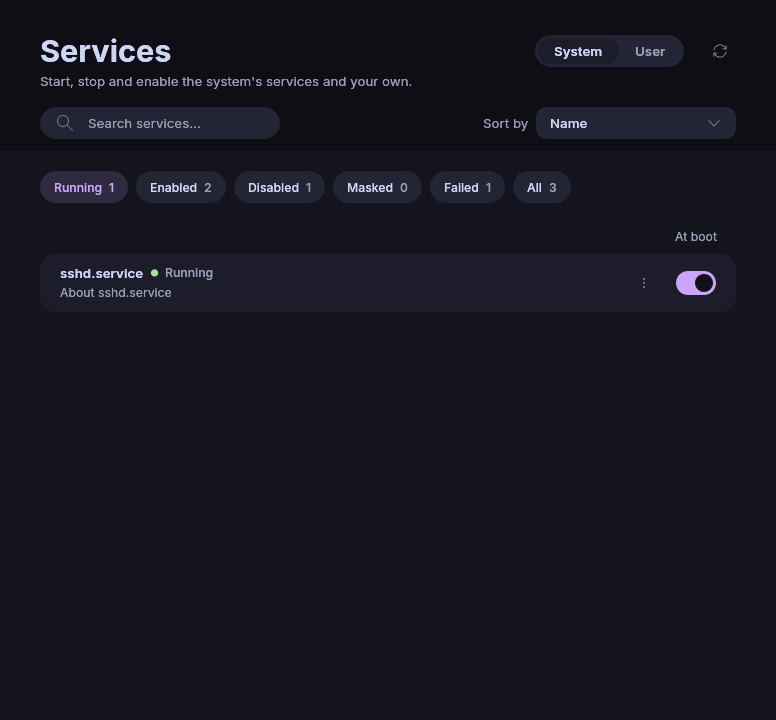 Services
System User
Start, stop and enable the system's services and your own.
Search services...
Sort by Name
Running 1 Enabled 2 Disabled 1 Masked 0 Failed 1 All 3
At boot
sshd.service Running
About sshd.service